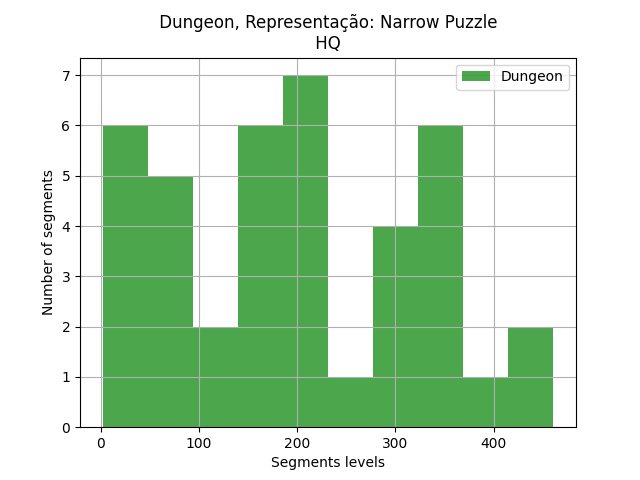 Dungeon, Representação: Narrow Puzzle
HQ
Dungeon
7
6
5
4
3
2
1
0
Number of segments
0 100 200 300 400
Segments levels